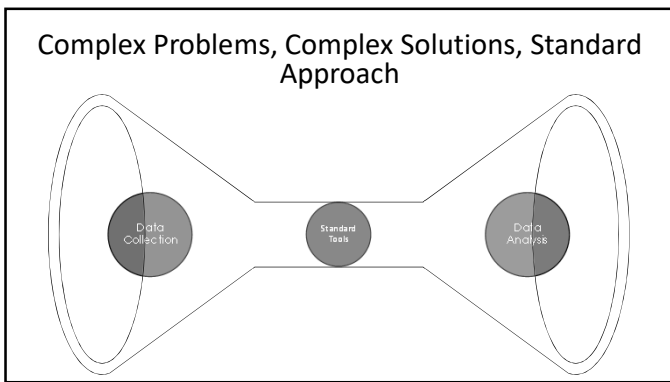 Complex Problems, Complex Solutions, Standard
Approach
Data
Collection
Standard
Tools
Data
Analysis